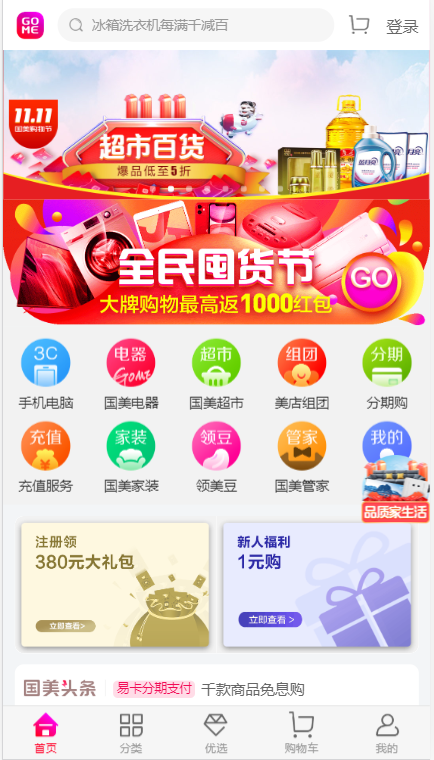 GO
ME
冰箱洗衣机每满千减百
登录
11.11
国美购物节
超市百货
爆品低至5折
蓝月亮
全民囤货节
GO
大牌购物最高返1000红包
3C
电器
Gome
超市
组团
分期
手机电脑
国美电器
国美超市
美店组团
分期购
充值
家装
领豆
管家
我的
充值服务
国美家装
领美豆
国美管家
品质家生活
注册领
380元大礼包
立即查看>
新人福利
1元购
立即查看 >
国美头条
易卡分期支付
千款商品免息购
首页
分类
优选
购物车
我的